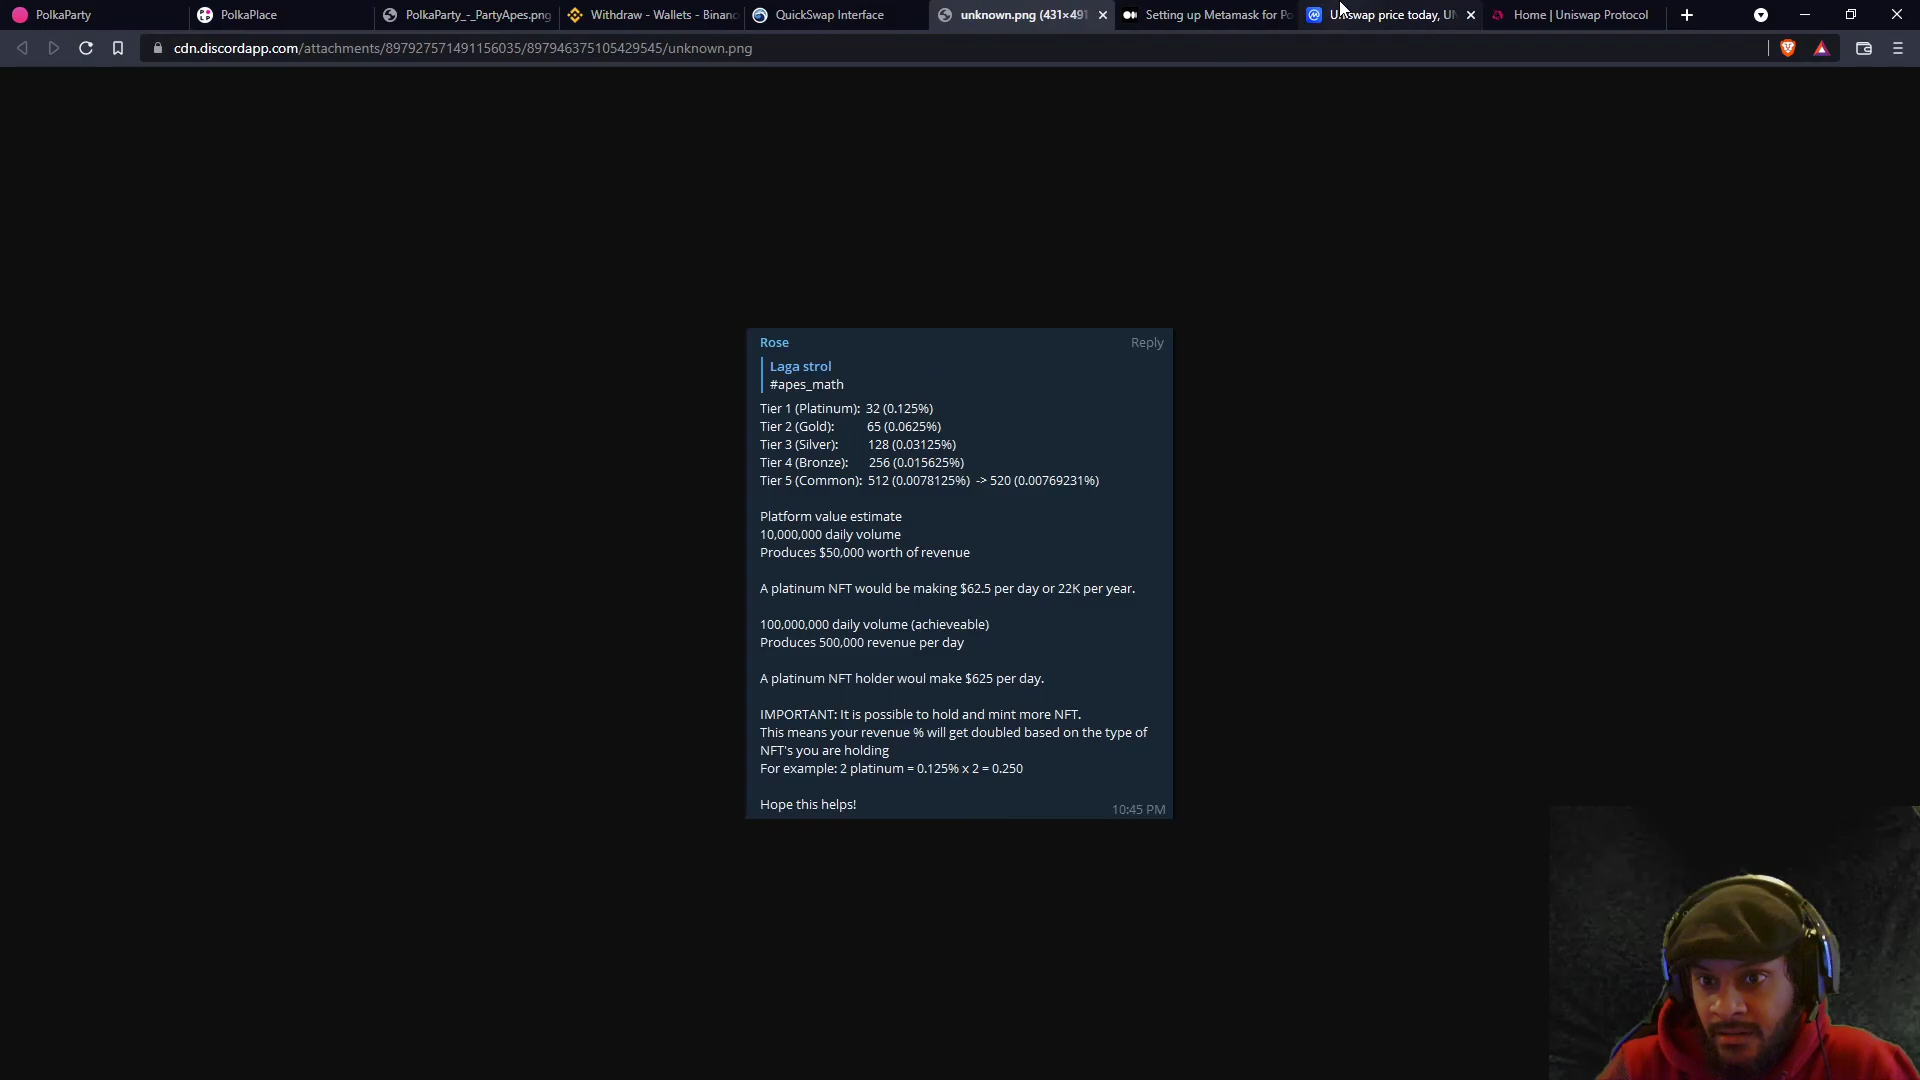 PolkaParty
PolkaPlace
PolkaParty_-_PartyApes.png
Withdraw - Wallets - Binanc
QuickSwap Interface
unknown.png (431×491
Setting up Metamask for Po
Uniswap price today, UN
Home | Uniswap Protocol
cdn.discordapp.com/attachments/897927571491156035/897946375105429545/unknown.png
Rose
Reply
Laga strol
#apes_math
Tier 1 (Platinum): 32 (0.125%)
Tier 2 (Gold): 65 (0.0625%)
Tier 3 (Silver): 128 (0.03125%)
Tier 4 (Bronze): 256 (0.015625%)
Tier 5 (Common): 512 (0.0078125%) -> 520 (0.00769231%)
Platform value estimate
10,000,000 daily volume
Produces $50,000 worth of revenue
A platinum NFT would be making $62.5 per day or 22K per year.
100,000,000 daily volume (achieveable)
Produces 500,000 revenue per day
A platinum NFT holder woul make $625 per day.
IMPORTANT: It is possible to hold and mint more NFT.
This means your revenue % will get doubled based on the type of
NFT's you are holding
For example: 2 platinum = 0.125% x 2 = 0.250
Hope this helps!
10:45 PM